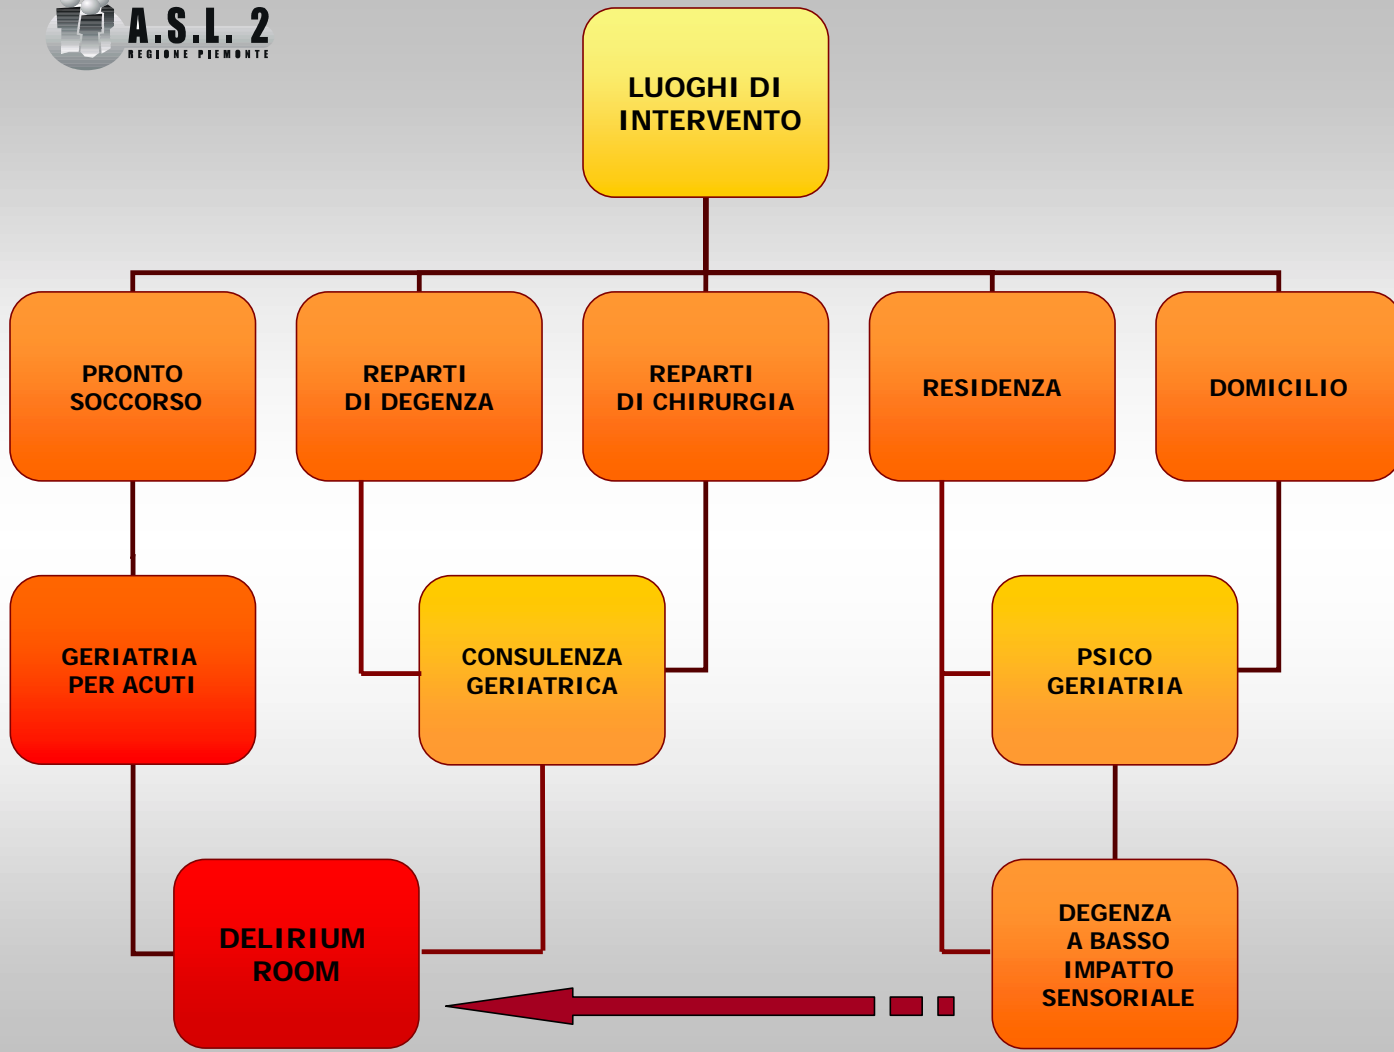 A.S.L. 2
REGIONE PIEMONTE
LUOGHI DI
INTERVENTO
PRONTO
SOCCORSO
REPARTI
DI DEGENZA
REPARTI
DI CHIRURGIA
RESIDENZA
DOMICILIO
GERIATRIA
PER ACUTI
CONSULENZA
GERIATRICA
PSICO
GERIATRIA
DELIRIUM
ROOM
DEGENZA
A BASSO
IMPATTO
SENSORIALE